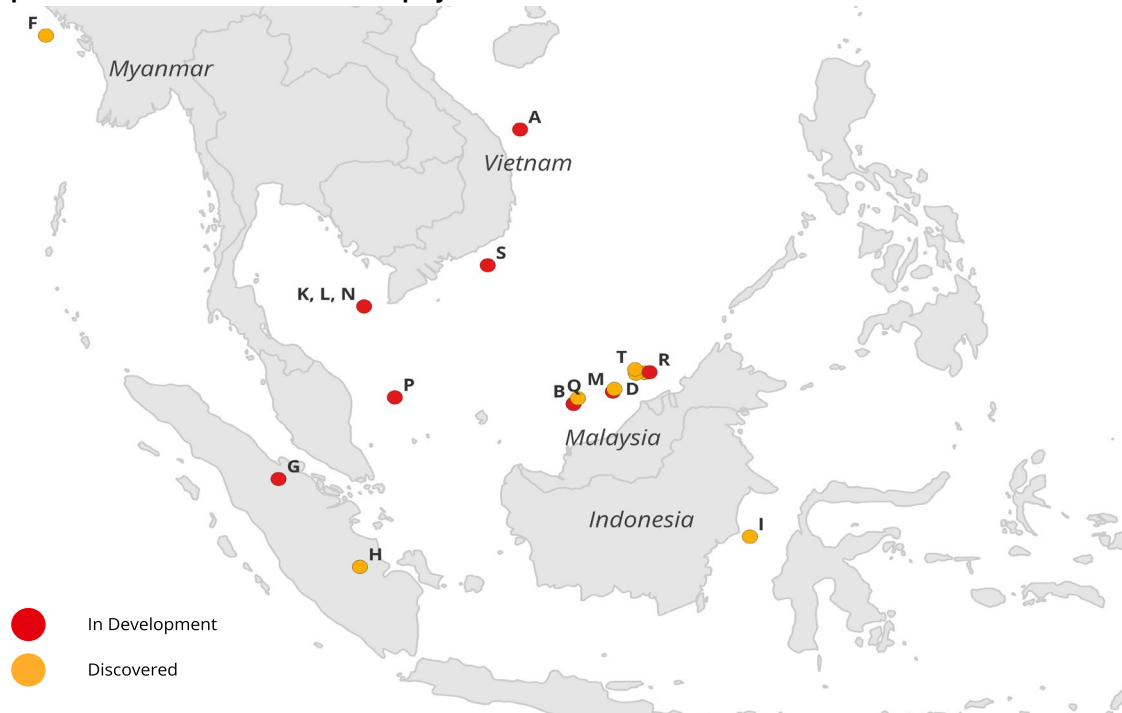 F
Myanmar
A
Vietnam
S
K, L, N
T
R
M
D
B
Q
P
Malaysia
G
Indonesia
I
H
In Development
Discovered